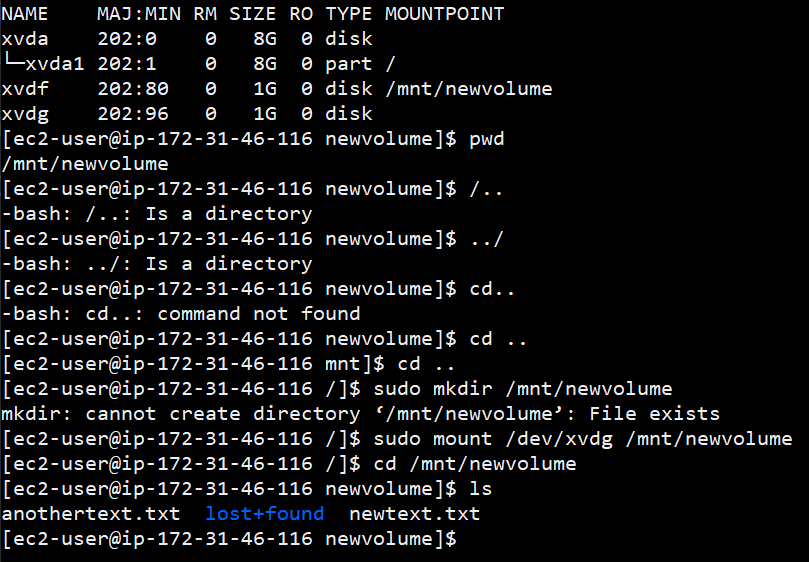 NAME    MAJ:MIN RM SIZE RO TYPE MOUNTPOINT
xvda    202:0    0   8G  0 disk
└─xvda1 202:1    0   8G  0 part /
xvdf    202:80   0   1G  0 disk /mnt/newvolume
xvdg    202:96   0   1G  0 disk
[ec2-user@ip-172-31-46-116 newvolume]$ pwd
/mnt/newvolume
[ec2-user@ip-172-31-46-116 newvolume]$ /..
-bash: /..: Is a directory
[ec2-user@ip-172-31-46-116 newvolume]$ ../
-bash: ../: Is a directory
[ec2-user@ip-172-31-46-116 newvolume]$ cd..
-bash: cd..: command not found
[ec2-user@ip-172-31-46-116 newvolume]$ cd ..
[ec2-user@ip-172-31-46-116 mnt]$ cd ..
[ec2-user@ip-172-31-46-116 /]$ sudo mkdir /mnt/newvolume
mkdir: cannot create directory ‘/mnt/newvolume’: File exists
[ec2-user@ip-172-31-46-116 /]$ sudo mount /dev/xvdg /mnt/newvolume
[ec2-user@ip-172-31-46-116 /]$ cd /mnt/newvolume
[ec2-user@ip-172-31-46-116 newvolume]$ ls
anothertext.txt  lost+found  newtext.txt
[ec2-user@ip-172-31-46-116 newvolume]$